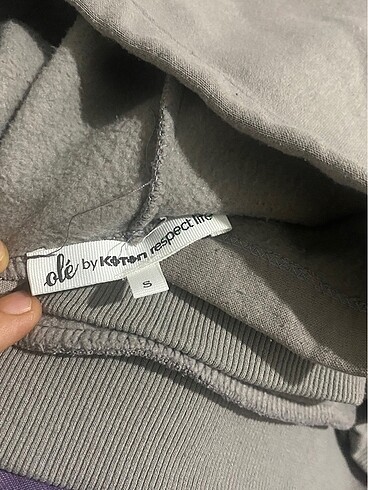 olé by KOTON respect life
S